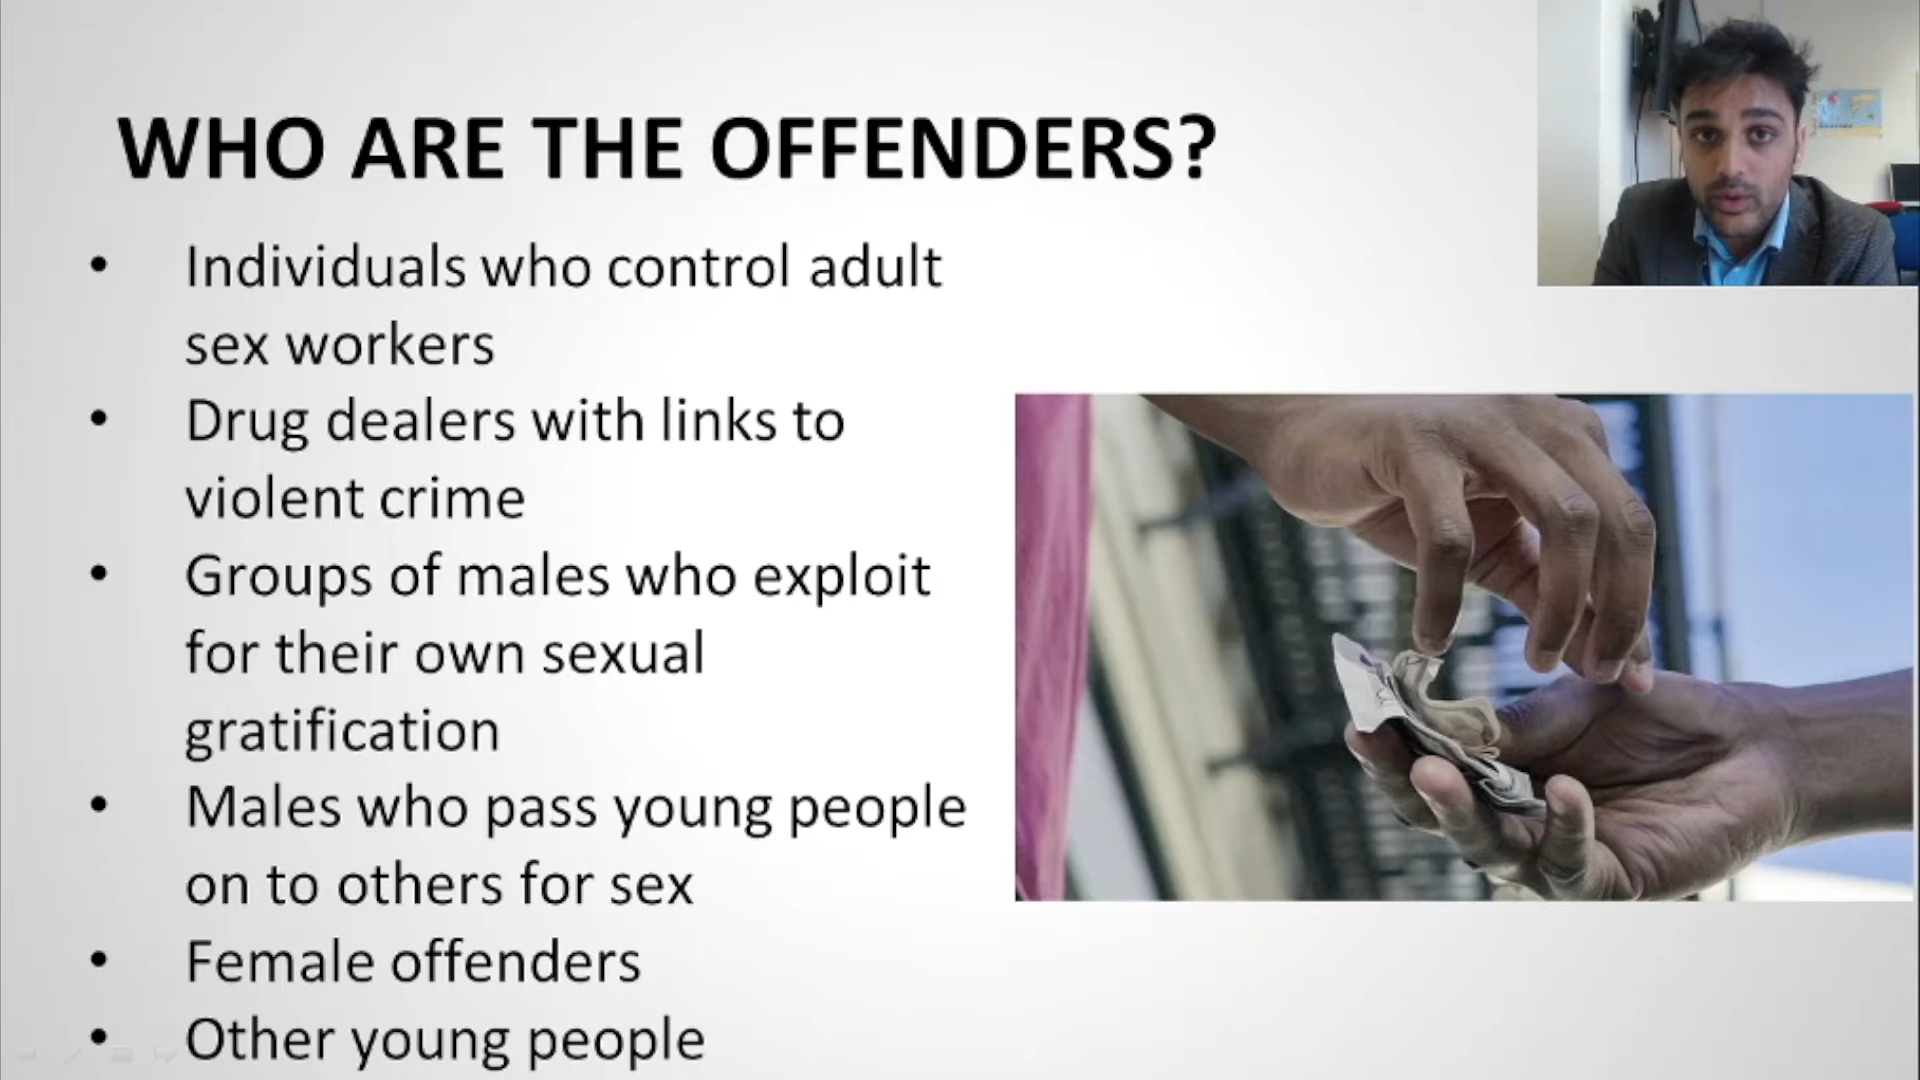 WHO ARE THE OFFENDERS?
• Individuals who control adult
sex workers
• Drug dealers with links to
violent crime
• Groups of males who exploit
for their own sexual
gratification
• Males who pass young people
on to others for sex
• Female offenders
• Other young people